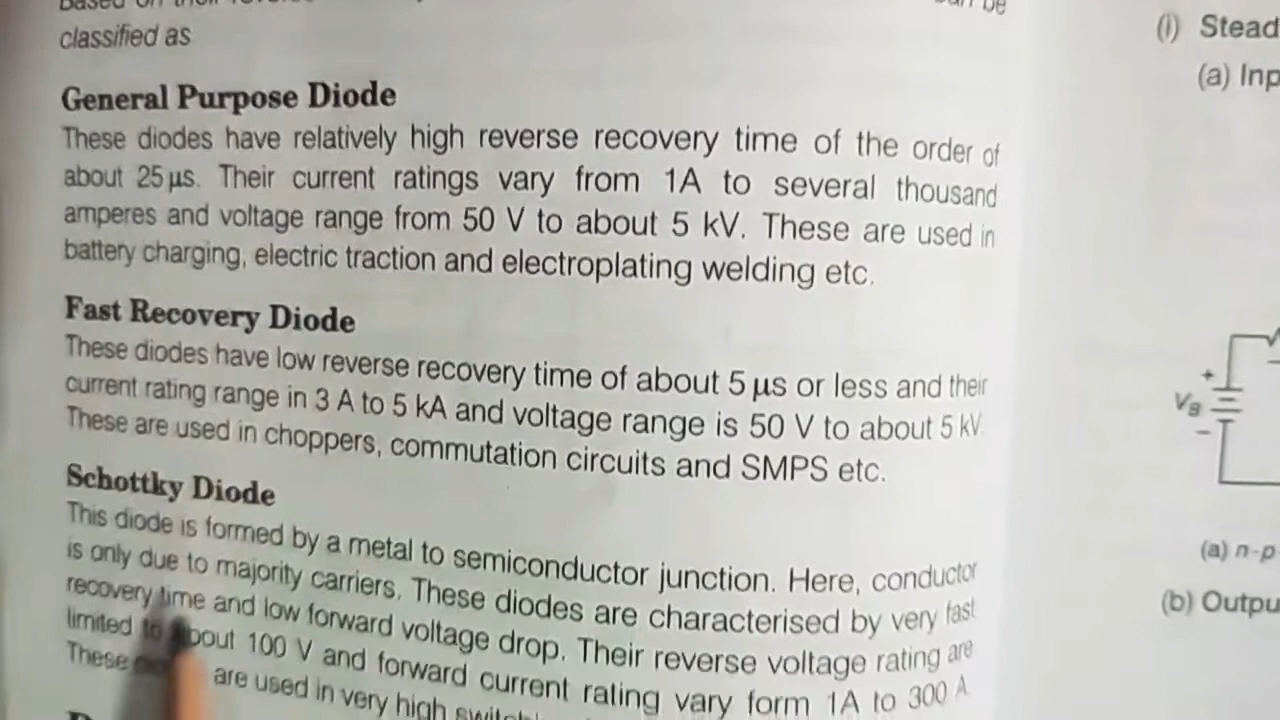 classified as
General Purpose Diode
These diodes have relatively high reverse recovery time of the order of
about 25 μs. Their current ratings vary from 1A to several thousand
amperes and voltage range from 50 V to about 5 kV. These are used in
battery charging, electric traction and electroplating welding etc.
Fast Recovery Diode
These diodes have low reverse recovery time of about 5 μs or less and their
current rating range in 3 A to 5 kA and voltage range is 50 V to about 5 kV.
These are used in choppers, commutation circuits and SMPS etc.
Schottky Diode
This diode is formed by a metal to semiconductor junction. Here, conductor
is only due to majority carriers. These diodes are characterised by very fast
recovery time and low forward voltage drop. Their reverse voltage rating are
limited to about 100 V and forward current rating vary form 1A to 300 A
These are used in very high
(i) Stead
(a) Inp
+
VB
−
(a) n-p
(b) Outpu